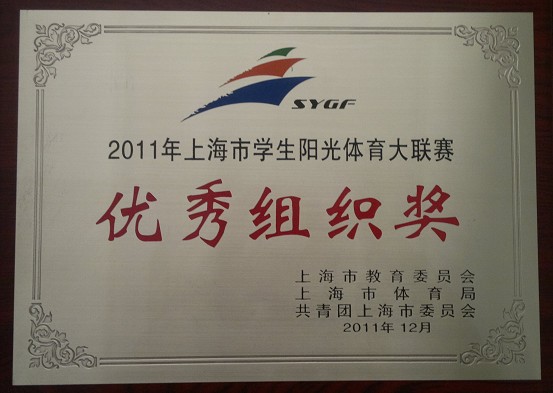 SYGF
2011年上海市学生阳光体育大联赛
优秀组织奖
上海市教育委员会
上海市体育局
共青团上海市委员会
2011年12月